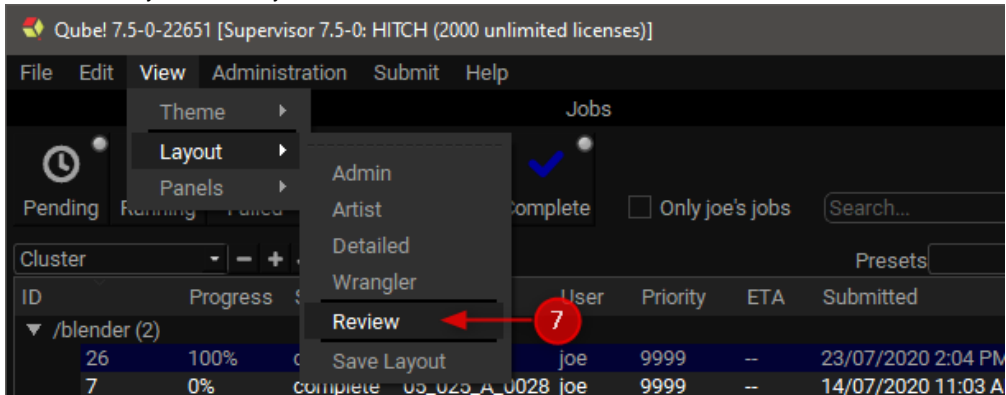 Qube! 7.5-0-22651 [Supervisor 7.5-0: HITCH (2000 unlimited licenses)]
File Edit View Administration Submit Help
Theme Jobs
Layout
Panels
Admin
Artist
Detailed
Wrangler
Review 7
Save Layout
Pending Complete Only joe's jobs Search...
Cluster Presets
ID Progress User Priority ETA Submitted
/blender (2)
26 100% joe 9999 -- 23/07/2020 2:04 PM
7 0% complete 05_025_A_0028 joe 9999 -- 14/07/2020 11:03 A